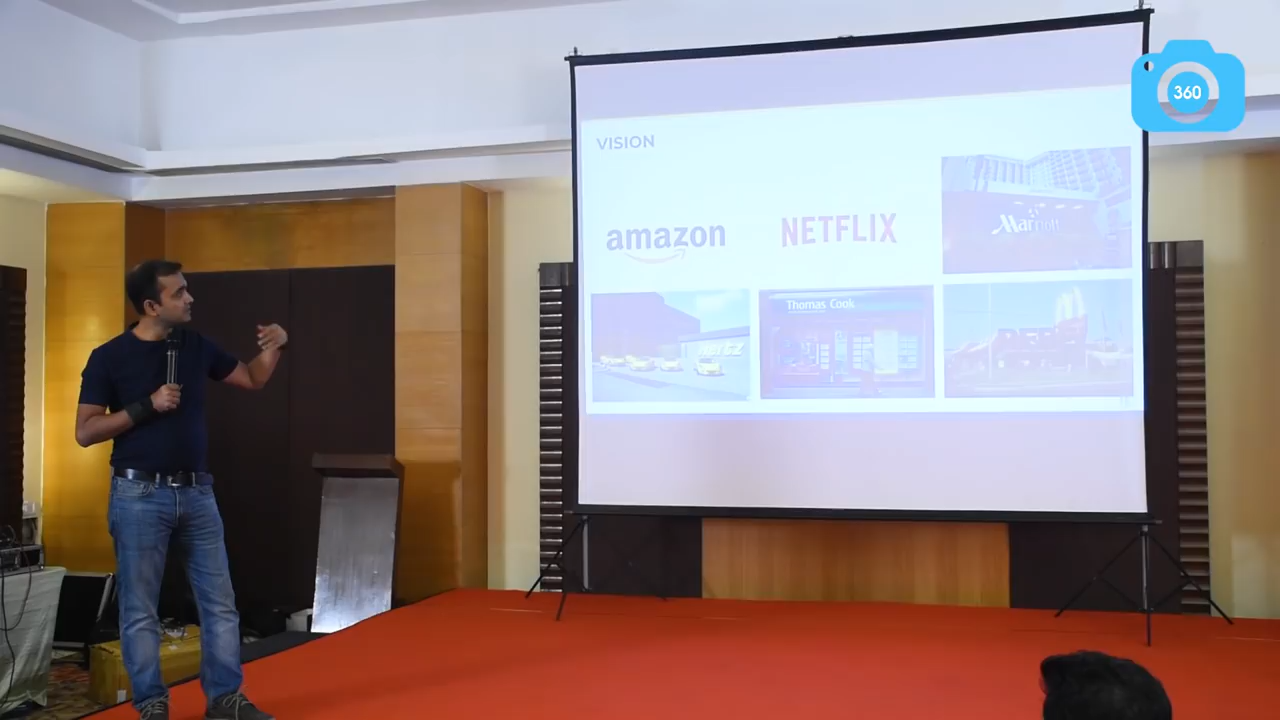 360
VISION
amazon
NETFLIX
Marriott
Hertz
Thomas Cook